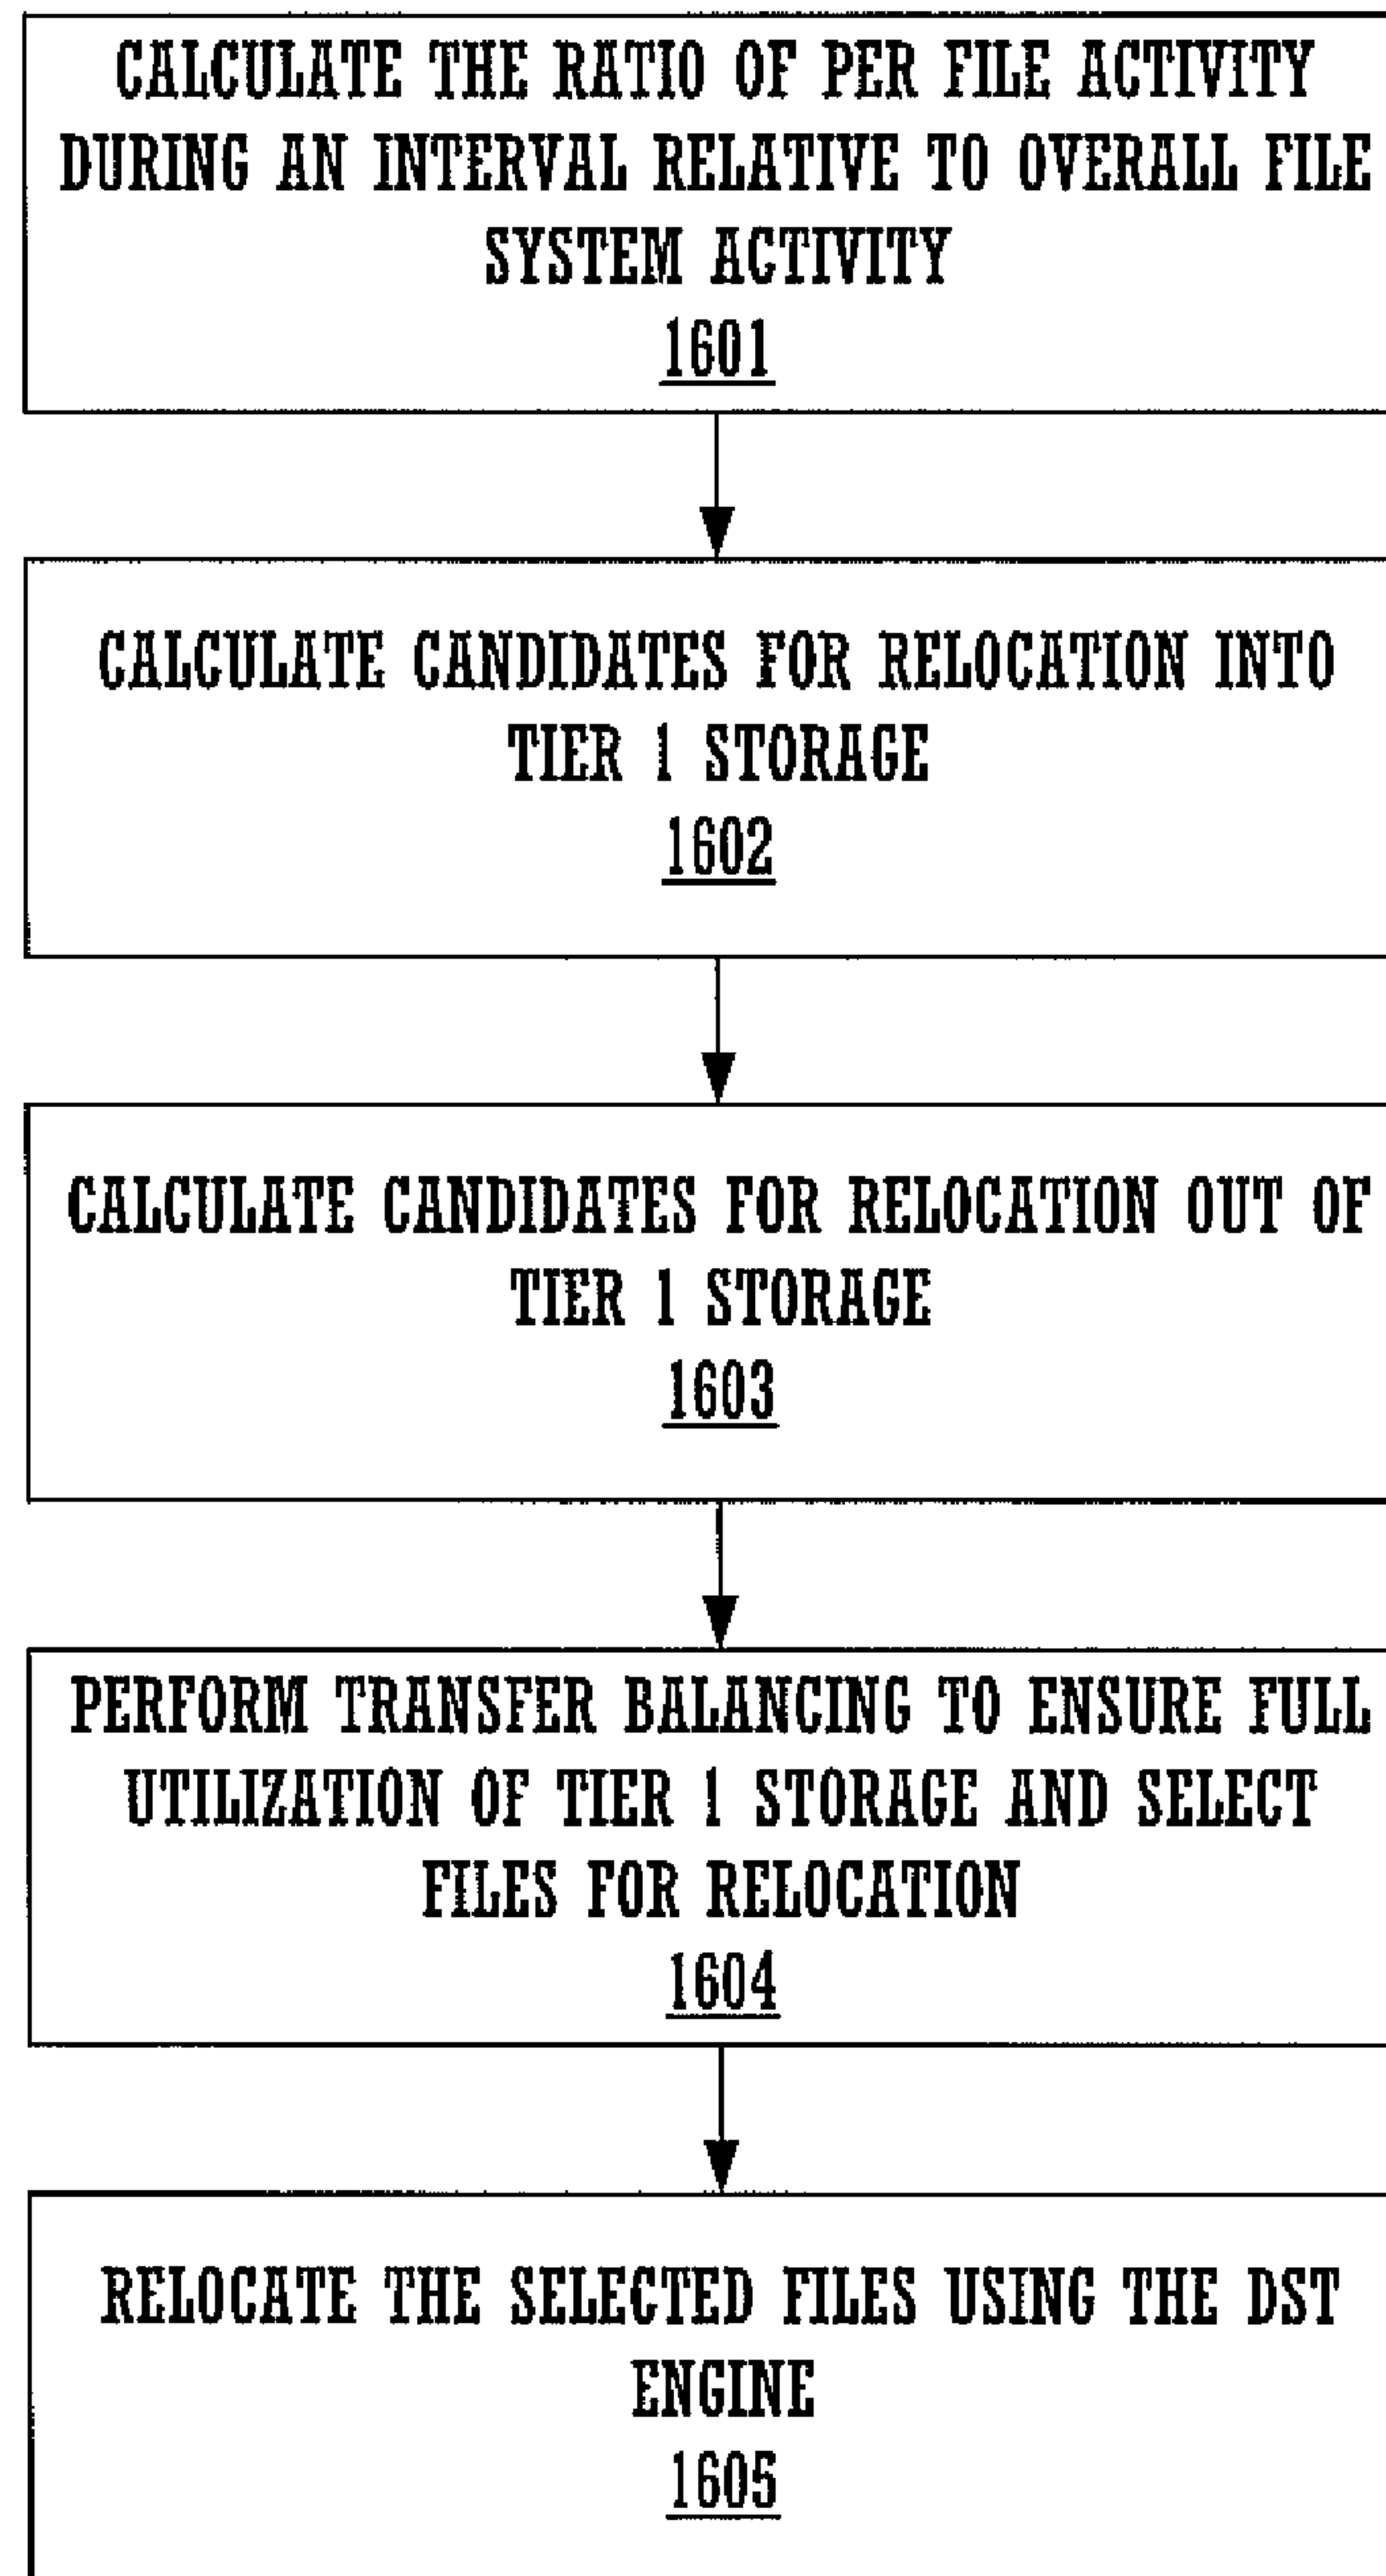 CALCULATE THE RATIO OF PER FILE ACTIVITY
DURING AN INTERVAL RELATIVE TO OVERALL FILE
SYSTEM ACTIVITY
1601
CALCULATE CANDIDATES FOR RELOCATION INTO
TIER 1 STORAGE
1602
CALCULATE CANDIDATES FOR RELOCATION OUT OF
TIER 1 STORAGE
1603
PERFORM TRANSFER BALANCING TO ENSURE FULL
UTILIZATION OF TIER 1 STORAGE AND SELECT
FILES FOR RELOCATION
1604
RELOCATE THE SELECTED FILES USING THE DST
ENGINE
1605